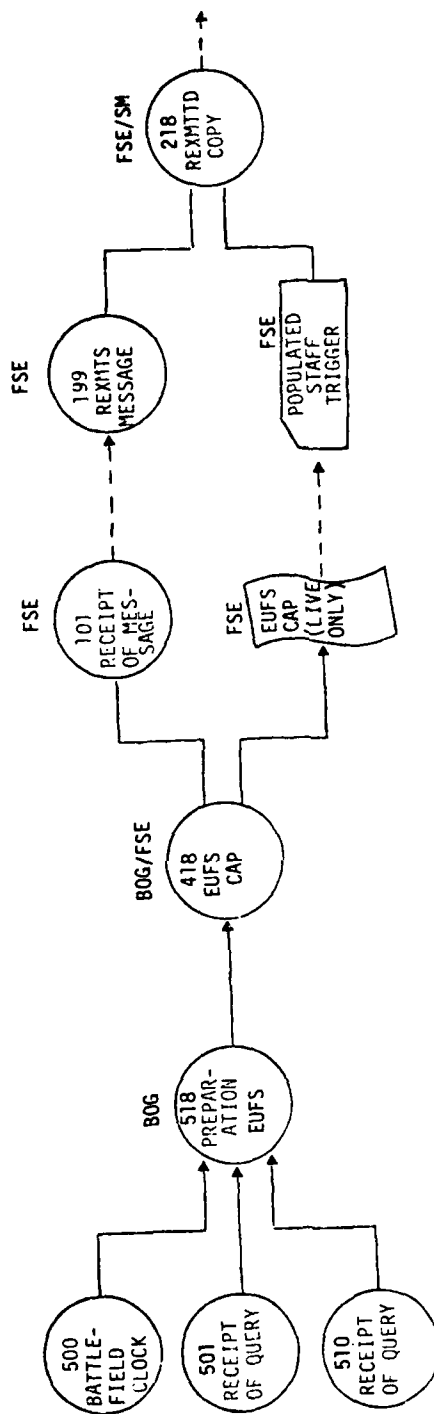 500
BATTLE-
FIELD
CLOCK
501
RECEIPT
OF QUERY
510
RECEIPT
OF QUERY
BOG
518
PREPAR-
ATION
EUFS
BOG/FSE
418
EUFS
CAP
FSE
101
RECEIPT
OF MES-
SAGE
FSE
EUFS
CAP
(LIVE
ONLY)
FSE
199
REXMTS
MESSAGE
FSE
POPULATED
STAFF
TRIGGER
FSE/SM
218
REXMTTD
COPY